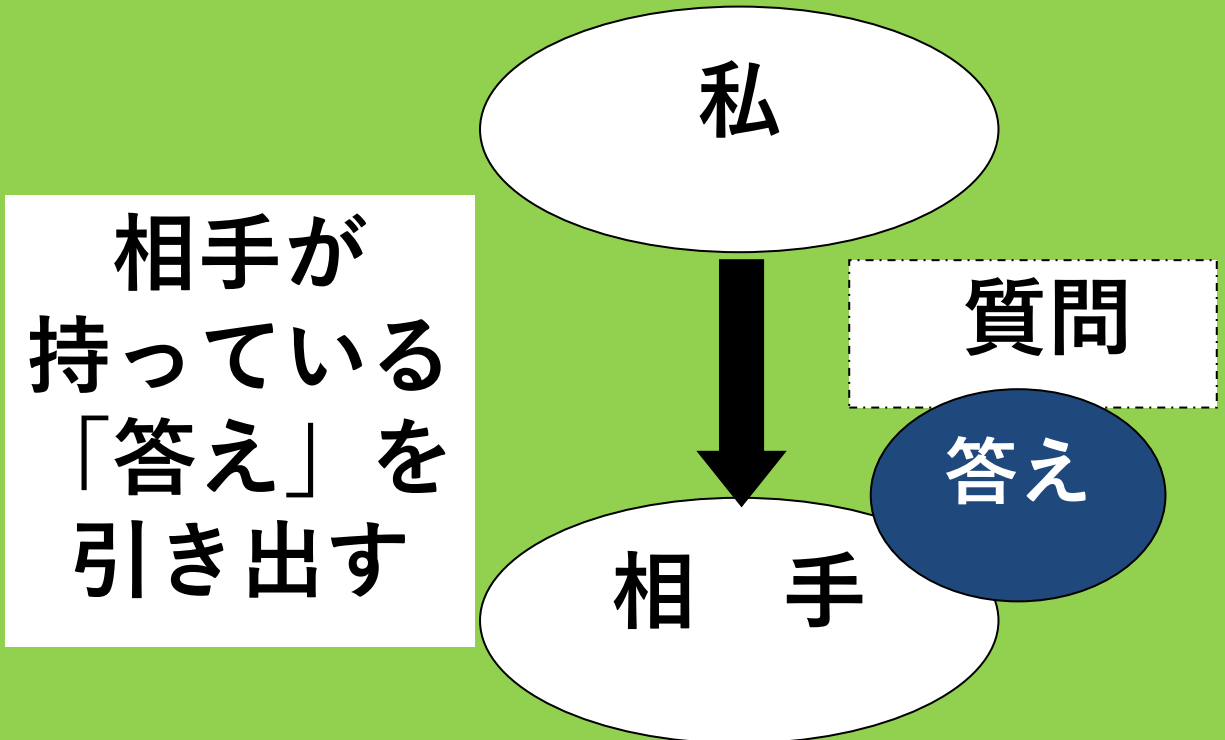 私
相手が
持っている
「答え」を
引き出す
質問
答え
相　手